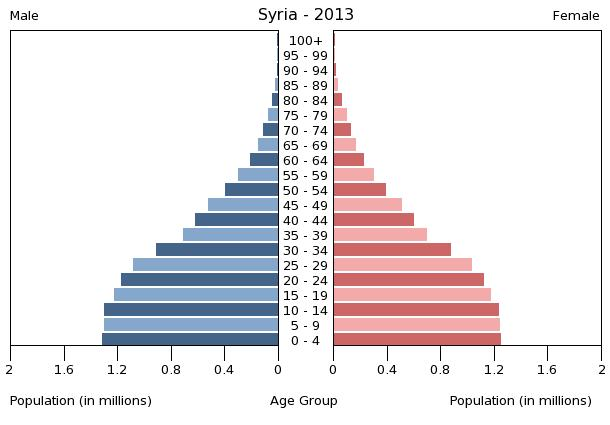 Male Syria - 2013 Female
100+
95 - 99
90 - 94
85 - 89
80 - 84
75 - 79
70 - 74
65 - 69
60 - 64
55 - 59
50 - 54
45 - 49
40 - 44
35 - 39
30 - 34
25 - 29
20 - 24
15 - 19
10 - 14
5 - 9
0 - 4
2 1.6 1.2 0.8 0.4 0 0 0.4 0.8 1.2 1.6 2
Population (in millions) Age Group Population (in millions)